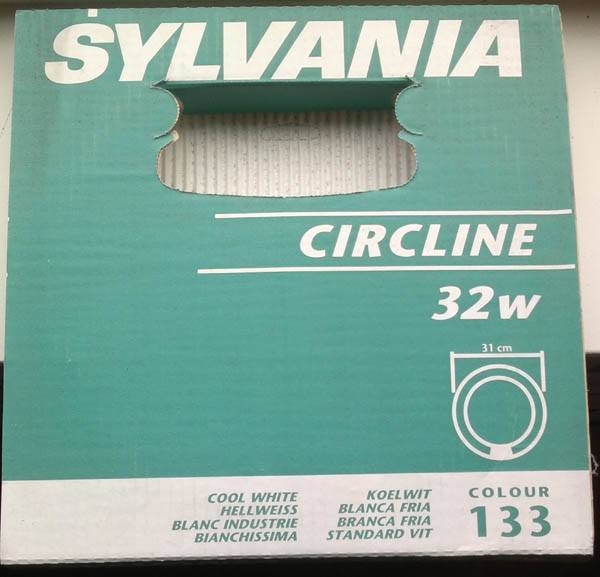 SYLVANIA
CIRCLINE
32W
31 cm
COOL WHITE
HELLWEISS
BLANC INDUSTRIE
BIANCHISSIMA
KOELWIT
BLANCA FRIA
BRANCA FRIA
STANDARD VIT
COLOUR
133